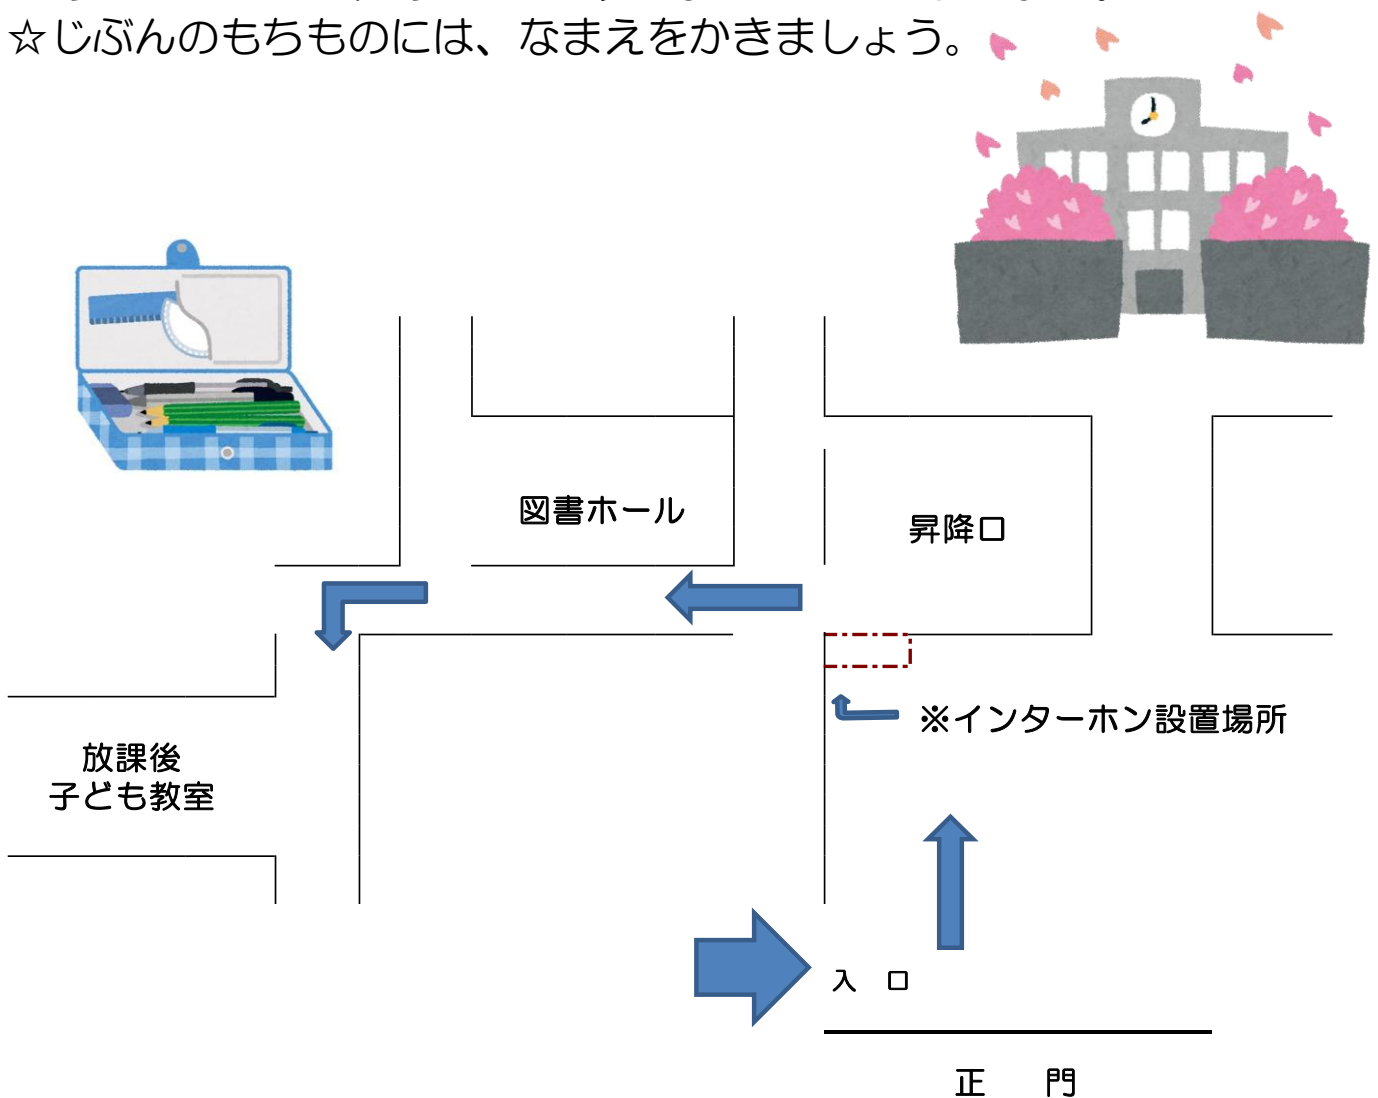 ☆じぶんのもちものには、なまえをかきましょう。
図書ホール
昇降口
※インターホン設置場所
放課後
子ども教室
入　口
正　　門